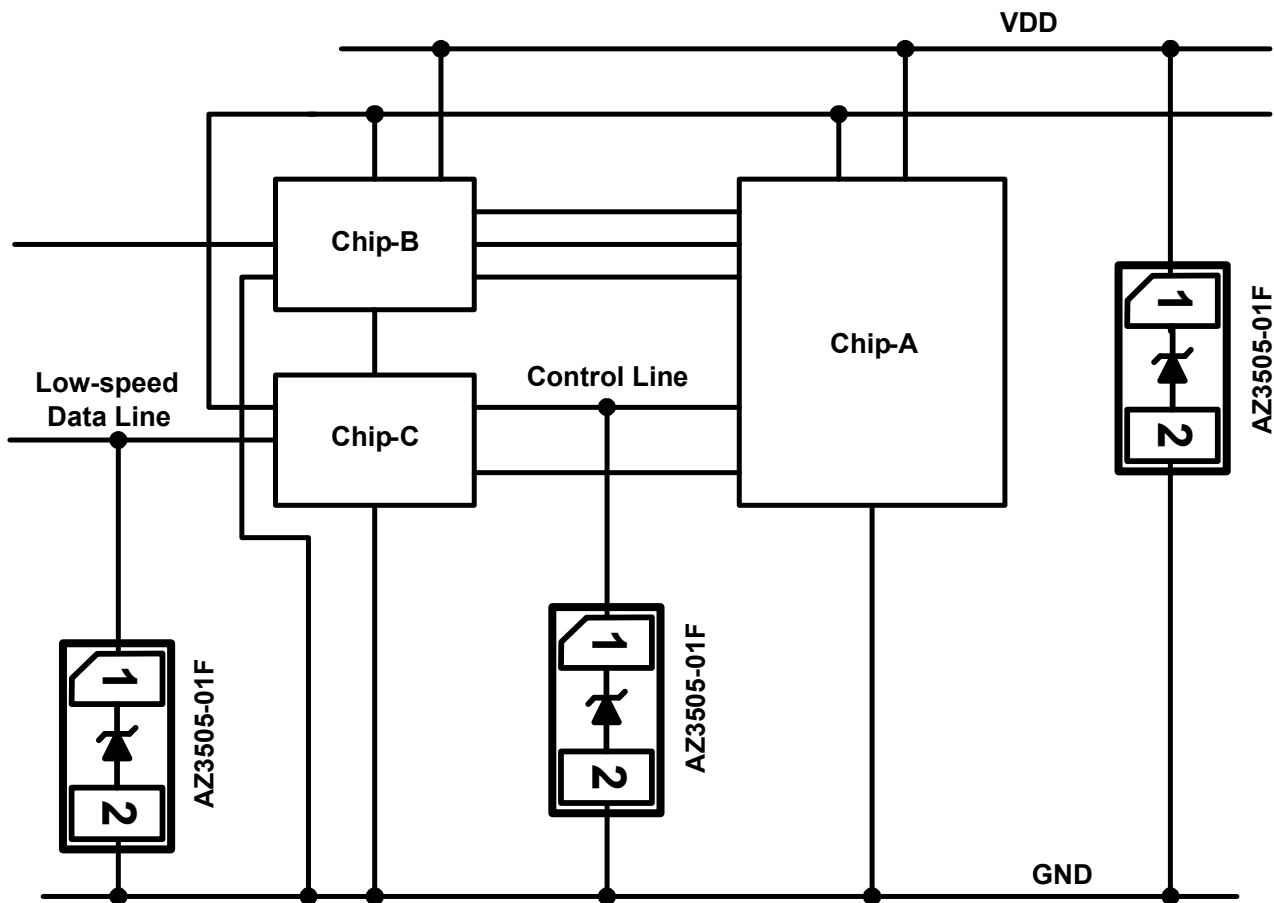 VDD
Chip-B
1
AZ3505-01F
Chip-A
2
Low-speed
Data Line
Control Line
Chip-C
1
AZ3505-01F
2
1
AZ3505-01F
2
GND